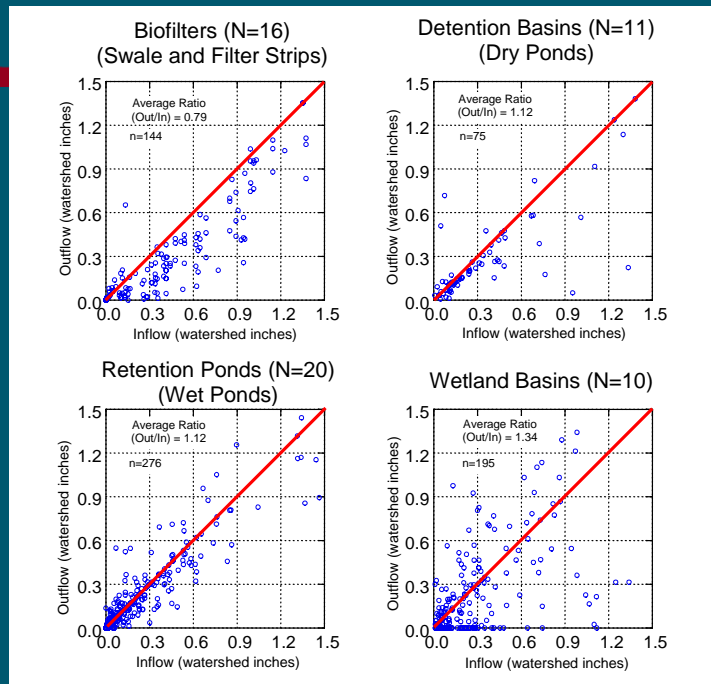 Biofilters (N=16)
(Swale and Filter Strips)
Average Ratio
(Out/In) = 0.79
n=144
Outflow (watershed inches)
1.5
1.2
0.9
0.6
0.3
0.0
0.0 0.3 0.6 0.9 1.2 1.5
Inflow (watershed inches)
Detention Basins (N=11)
(Dry Ponds)
Average Ratio
(Out/In) = 1.12
n=75
Outflow (watershed inches)
1.5
1.2
0.9
0.6
0.3
0.0
0.0 0.3 0.6 0.9 1.2 1.5
Inflow (watershed inches)
Retention Ponds (N=20)
(Wet Ponds)
Average Ratio
(Out/In) = 1.12
n=276
Outflow (watershed inches)
1.5
1.2
0.9
0.6
0.3
0.0
0.0 0.3 0.6 0.9 1.2 1.5
Inflow (watershed inches)
Wetland Basins (N=10)
Average Ratio
(Out/In) = 1.34
n=195
Outflow (watershed inches)
1.5
1.2
0.9
0.6
0.3
0.0
0.0 0.3 0.6 0.9 1.2 1.5
Inflow (watershed inches)